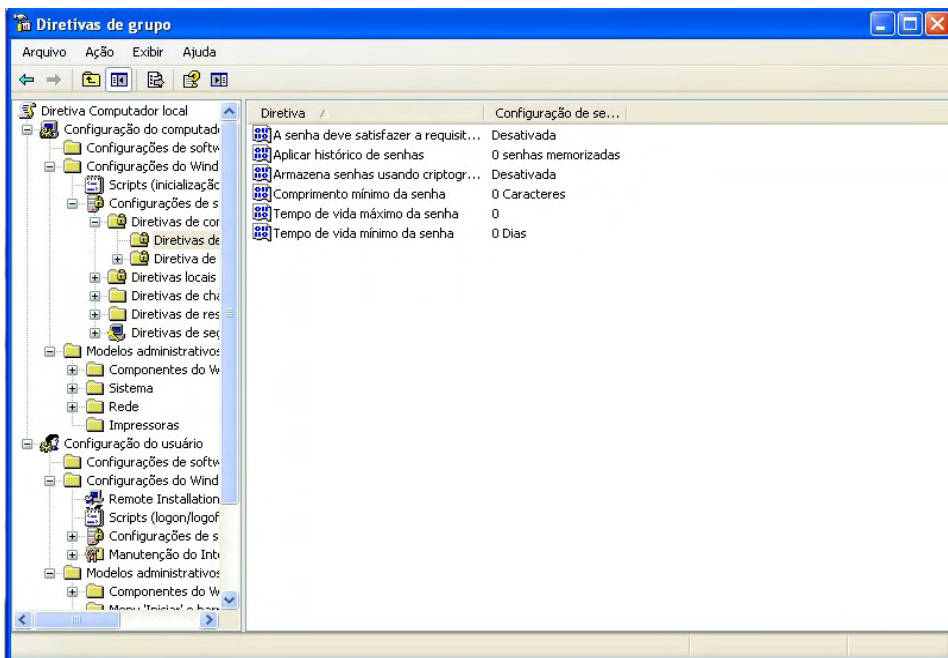 Diretivas de grupo
Arquivo Ação Exibir Ajuda
Diretiva Computador local
Configuração do computad
Configurações de softw
Configurações do Wind
Scripts (inicializaçãc
Configurações de s
Diretivas de cor
Diretivas de
Diretiva de
Diretivas locais
Diretivas de cha
Diretivas de res
Diretivas de seg
Modelos administrativos
Componentes do W
Sistema
Rede
Impressoras
Configuração do usuário
Configurações de softw
Configurações do Wind
Remote Installation
Scripts (logon/logof
Configurações de s
Manutenção do Inte
Modelos administrativos
Componentes do W
Menu 'Iniciar' e barr
Diretiva Configuração de se...
A senha deve satisfazer a requisit... Desativada
Aplicar histórico de senhas 0 senhas memorizadas
Armazena senhas usando criptogr... Desativada
Comprimento mínimo da senha 0 Caracteres
Tempo de vida máximo da senha 0
Tempo de vida mínimo da senha 0 Dias